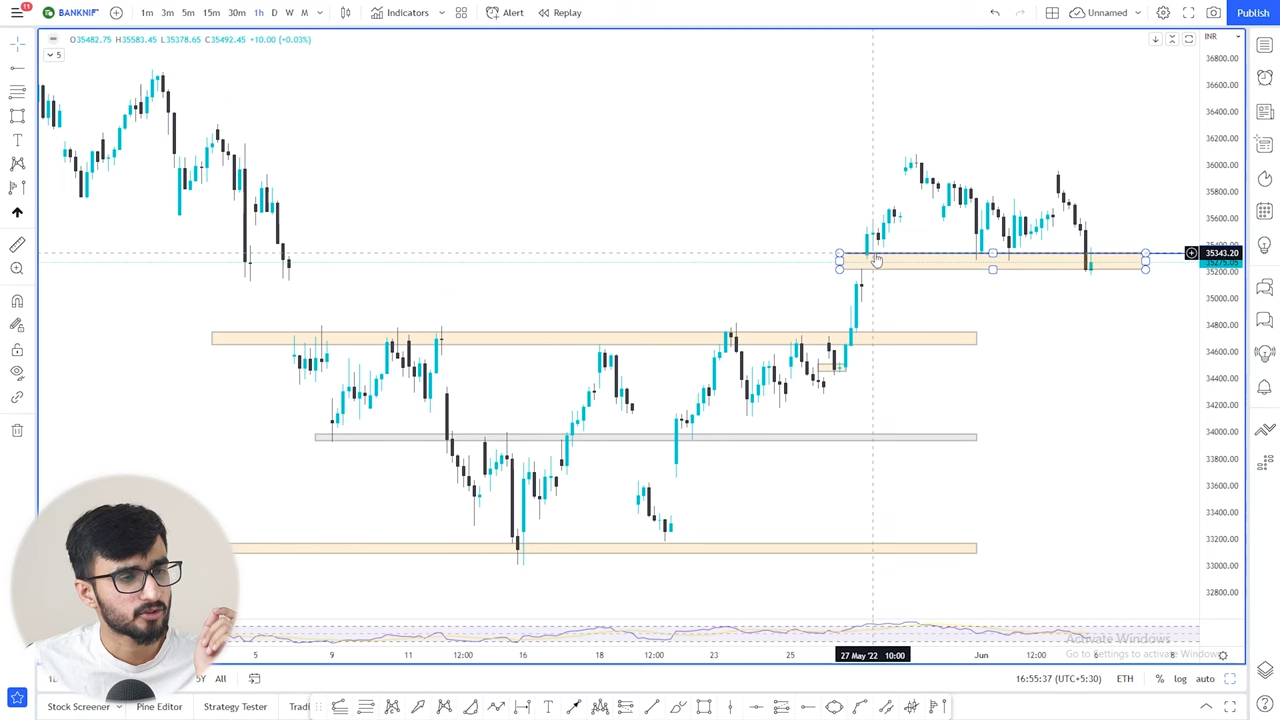 11
BANKNIF
1m 3m 5m 15m 30m 1h D W M
Indicators
Alert
Replay
Unnamed
Publish
O35482.75 H35583.45 L35378.65 C35492.45 +10.00 (+0.03%)
5
INR
36800.00
36600.00
36400.00
36200.00
36000.00
35800.00
35600.00
35343.20
35200.00
35000.00
34800.00
34600.00
34400.00
34200.00
34000.00
33800.00
33600.00
33400.00
33200.00
33000.00
32800.00
Activate Windows
Go to Settings to activate Windows.
5 9 11 12:00 16 18 12:00 23 25 27 May '22 10:00 Jun 12:00 6 8
5Y All
16:55:37 (UTC+5:30)
ETH
% log auto
Stock Screener
Pine Editor
Strategy Tester
Tradi